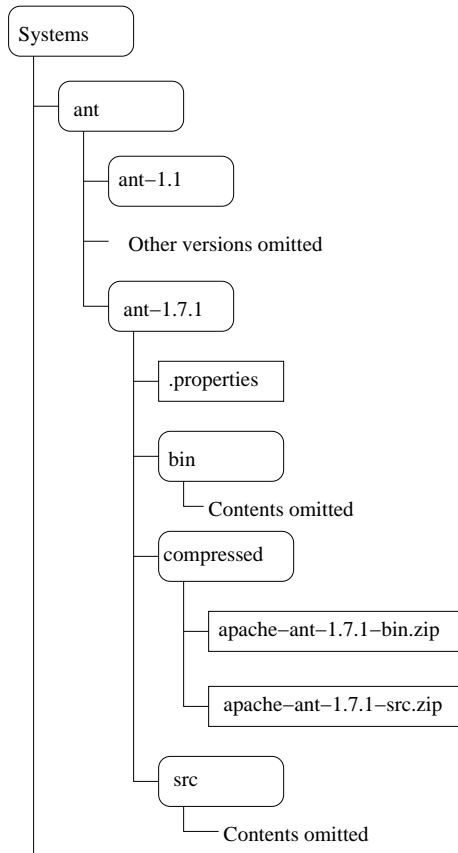 Systems
ant
ant−1.1
Other versions omitted
ant−1.7.1
.properties
bin
Contents omitted
compressed
apache−ant−1.7.1−bin.zip
apache−ant−1.7.1−src.zip
src
Contents omitted